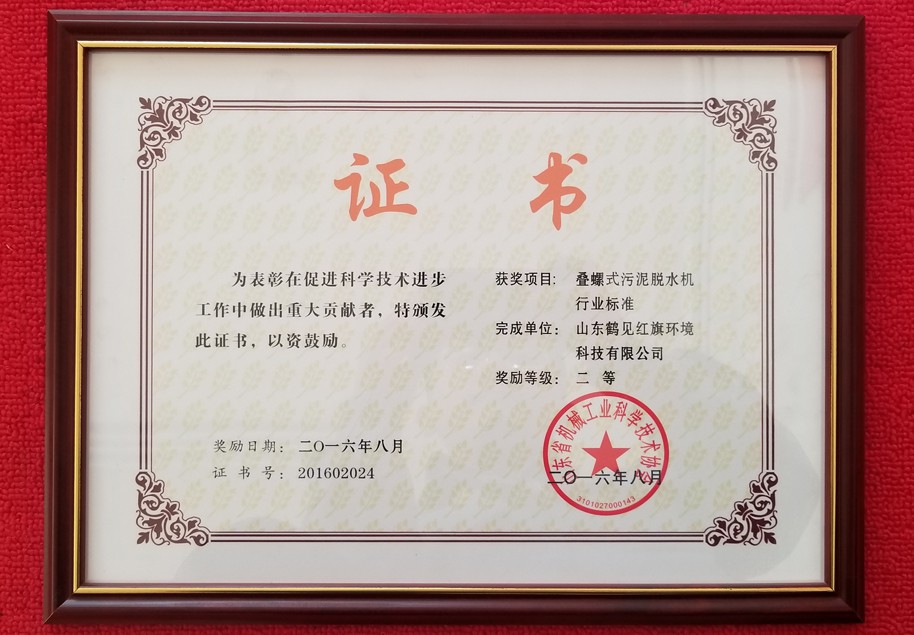 证 书
为表彰在促进科学技术进步
工作中做出重大贡献者，特颁发
此证书，以资鼓励。
奖励日期：二〇一六年八月
证 书 号：201602024
获奖项目：叠螺式污泥脱水机
行业标准
完成单位：山东鹤见红旗环境
科技有限公司
奖励等级：二 等
山东省机械工业科学技术协会
二〇一六年八月
3101027000143